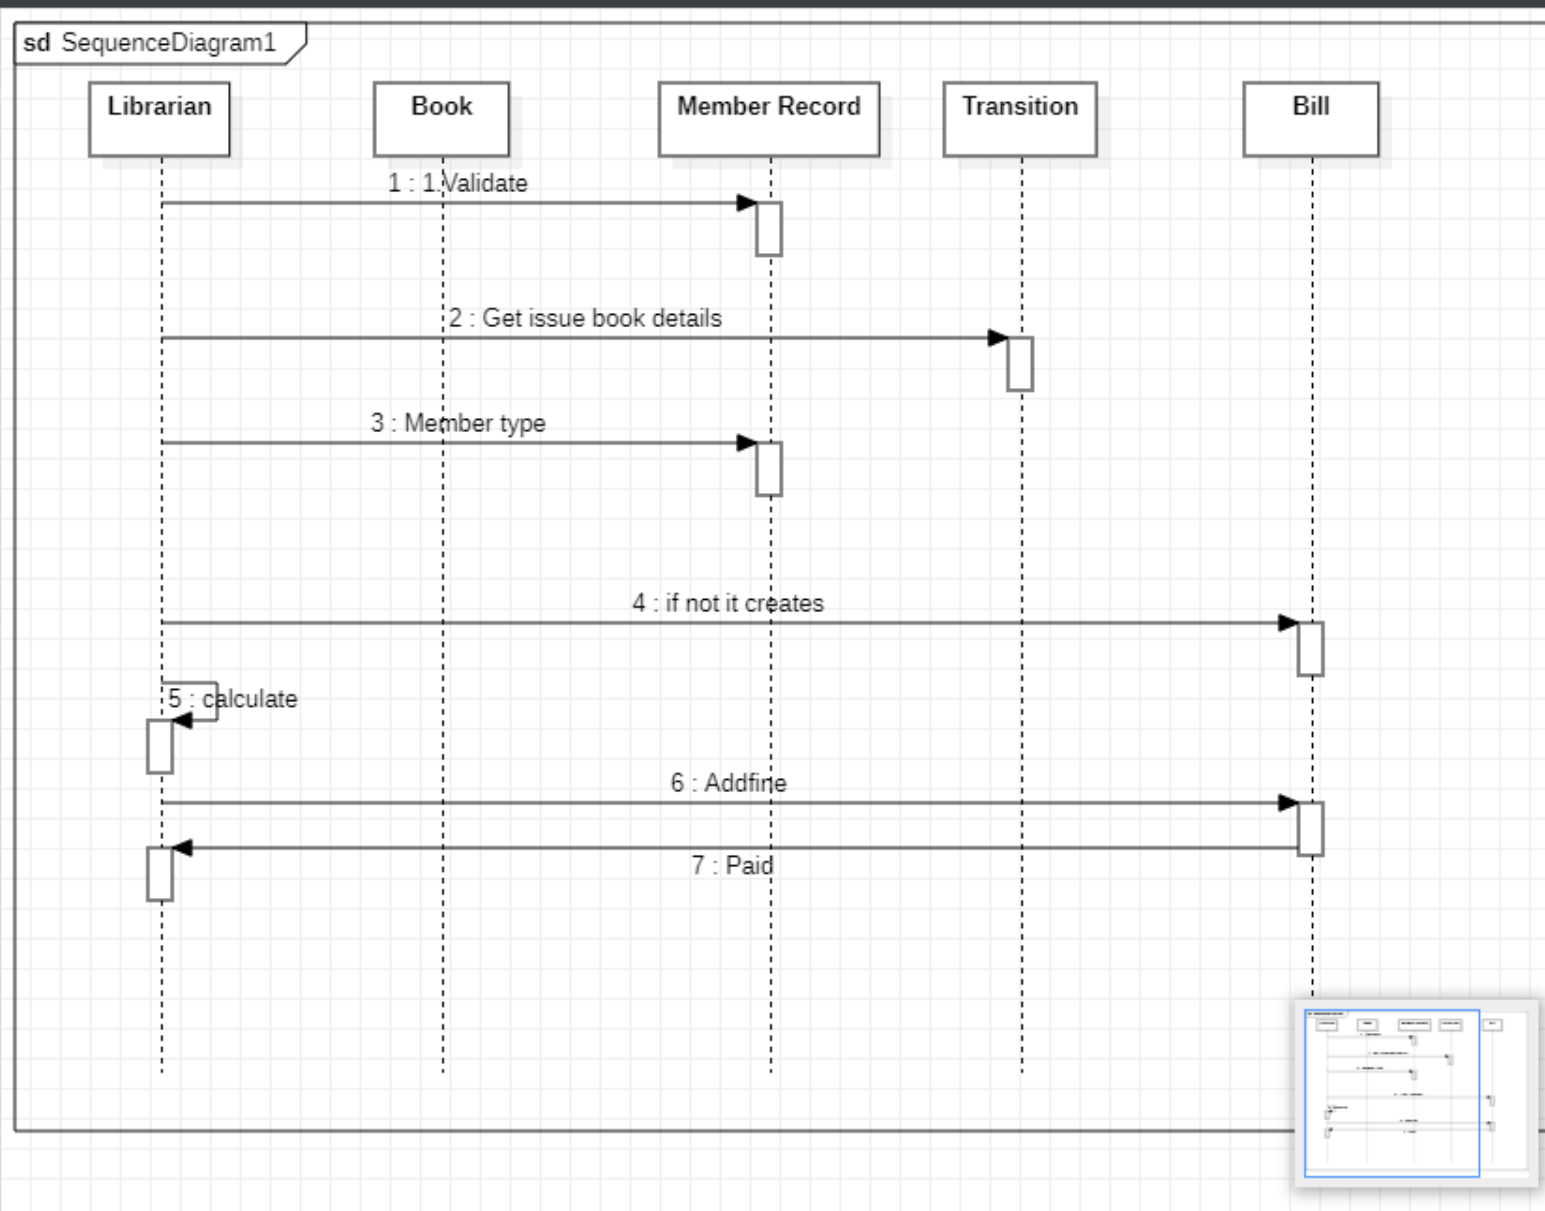 sd SequenceDiagram1
Librarian
Book
Member Record
Transition
Bill
1 : 1.Validate
2 : Get issue book details
3 : Member type
4 : if not it creates
5 : calculate
6 : Addfine
7 : Paid